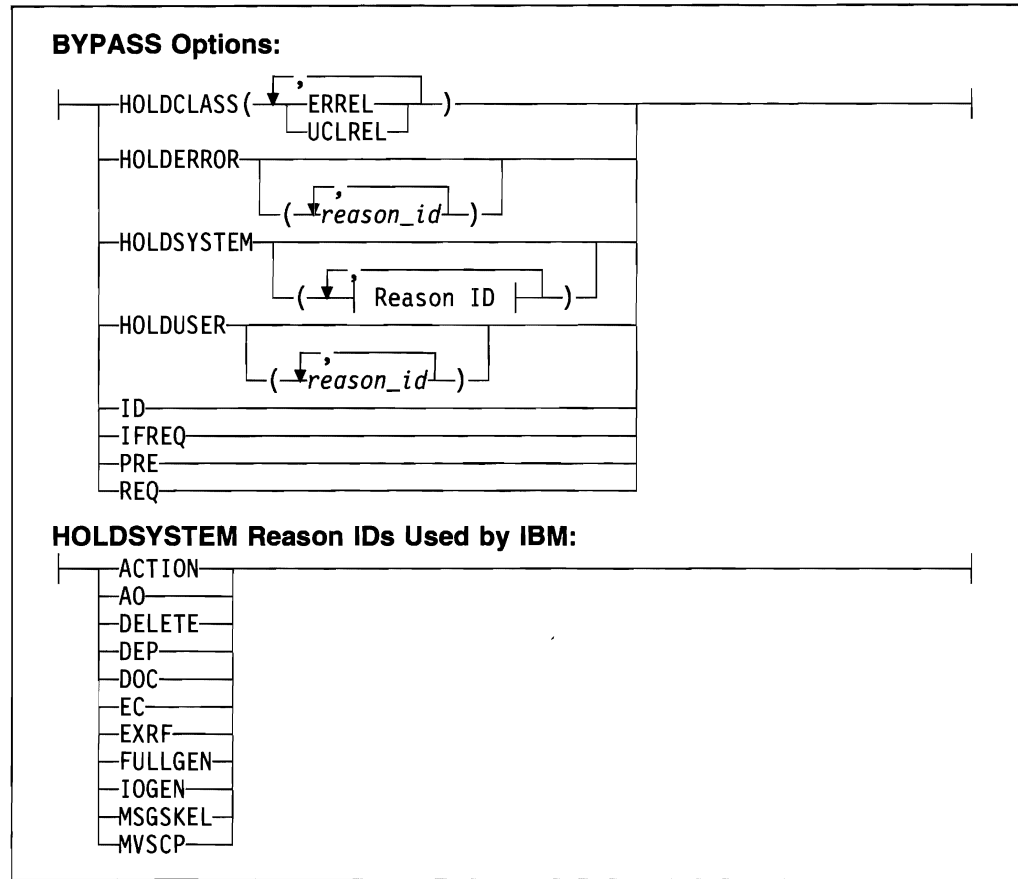 BYPASS Options:
,
HOLDCLASS( ERREL )
UCLREL
HOLDERROR
,
( reason_id )
HOLDSYSTEM
,
( Reason ID )
HOLDUSER
,
( reason_id )
ID
IFREQ
PRE
REQ
HOLDSYSTEM Reason IDs Used by IBM:
ACTION
AO
DELETE
DEP
DOC
EC
EXRF
FULLGEN
IOGEN
MSGSKEL
MVSCP